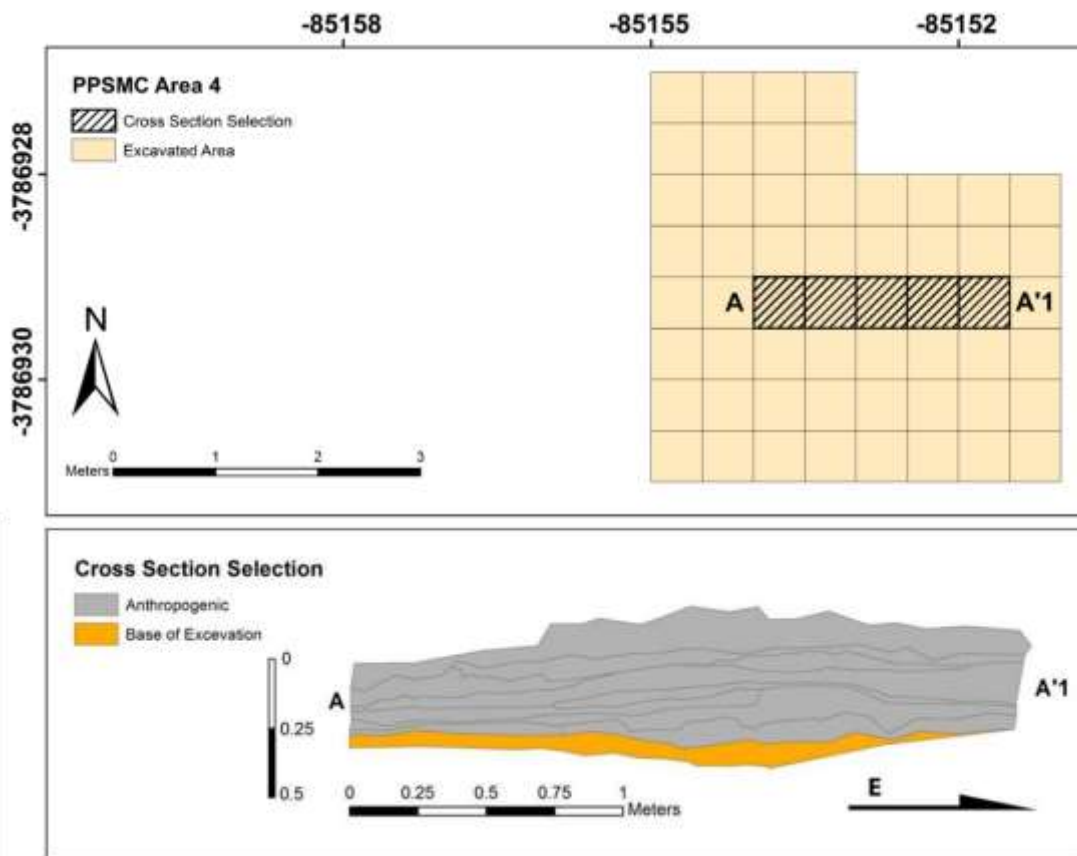 -85158 -85155 -85152
PPSMC Area 4
Cross Section Selection
Excavated Area
-3786928
-3786930
A A'1
N
0 1 2 3
Meters
Cross Section Selection
Anthropogenic
Base of Excevation
0
0.25
0.5
A
A'1
E
0 0.25 0.5 0.75 1
Meters